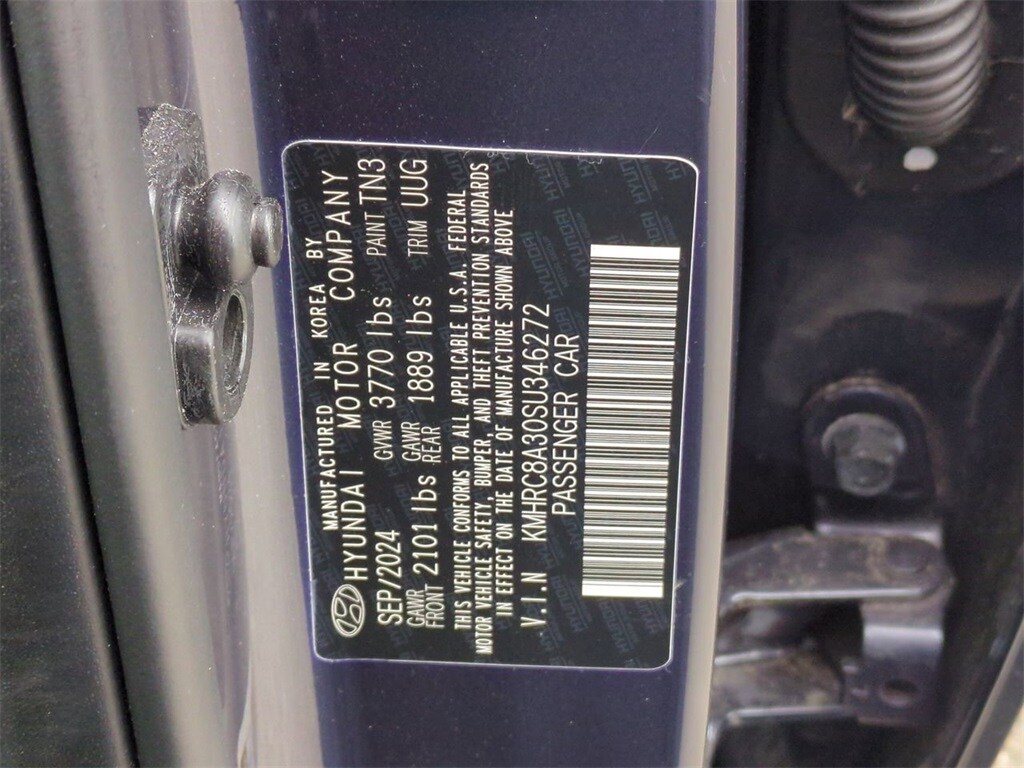 MANUFACTURED IN KOREA BY
HYUNDAI MOTOR COMPANY
SEP/2024 GVWR 3770 lbs PAINT TN3
GAWR FRONT 2101 lbs GAWR REAR 1889 lbs TRIM UUG
THIS VEHICLE CONFORMS TO ALL APPLICABLE U.S.A. FEDERAL
MOTOR VEHICLE SAFETY, BUMPER, AND THEFT PREVENTION STANDARDS
IN EFFECT ON THE DATE OF MANUFACTURE SHOWN ABOVE
V.I.N KMHRC8A30SU346272
PASSENGER CAR
HYUNDAI